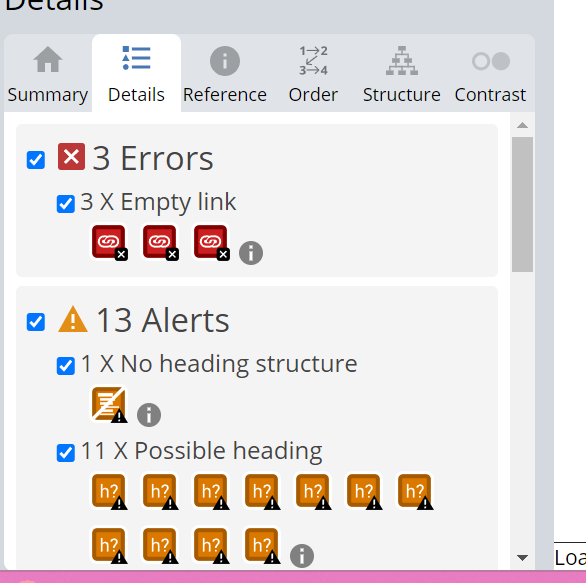 Details
Summary Details Reference Order Structure Contrast
1→2
3→4
3 Errors
3 X Empty link
13 Alerts
1 X No heading structure
11 X Possible heading
h? h? h? h? h? h? h?
h? h? h? h?
Loa